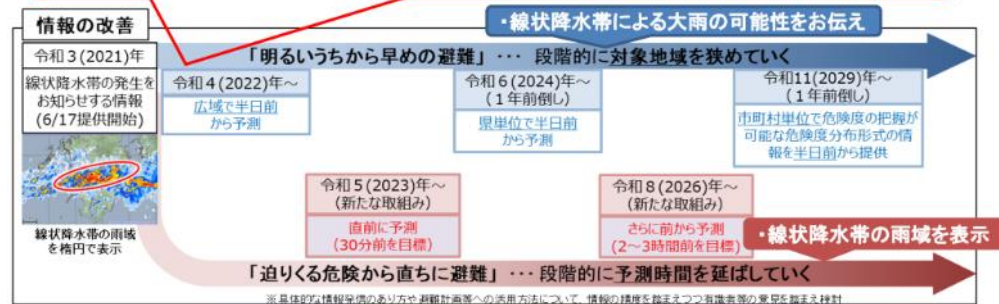 情報の改善
・線状降水帯による大雨の可能性をお伝え
令和3(2021)年
線状降水帯の発生を
お知らせする情報
(6/17提供開始)
線状降水帯の雨域
を楕円で表示
「明るいうちから早めの避難」･･･ 段階的に対象地域を狭めていく
令和4(2022)年～
広域で半日前
から予測
令和6(2024)年～
(1年前倒し)
県単位で半日前
から予測
令和11(2029)年～
(1年前倒し)
市町村単位で危険度の把握が
可能な危険度分布形式の情
報を半日前から提供
令和5(2023)年～
(新たな取組み)
直前に予測
(30分前を目標)
令和8(2026)年～
(新たな取組み)
さらに前から予測
(2～3時間前を目標)
・線状降水帯の雨域を表示
「迫りくる危険から直ちに避難」･･･ 段階的に予測時間を延ばしていく
※具体的な情報発信のあり方や避難計画等への活用方法について、情報の精度を踏まえつつ有識者等の意見を踏まえ検討